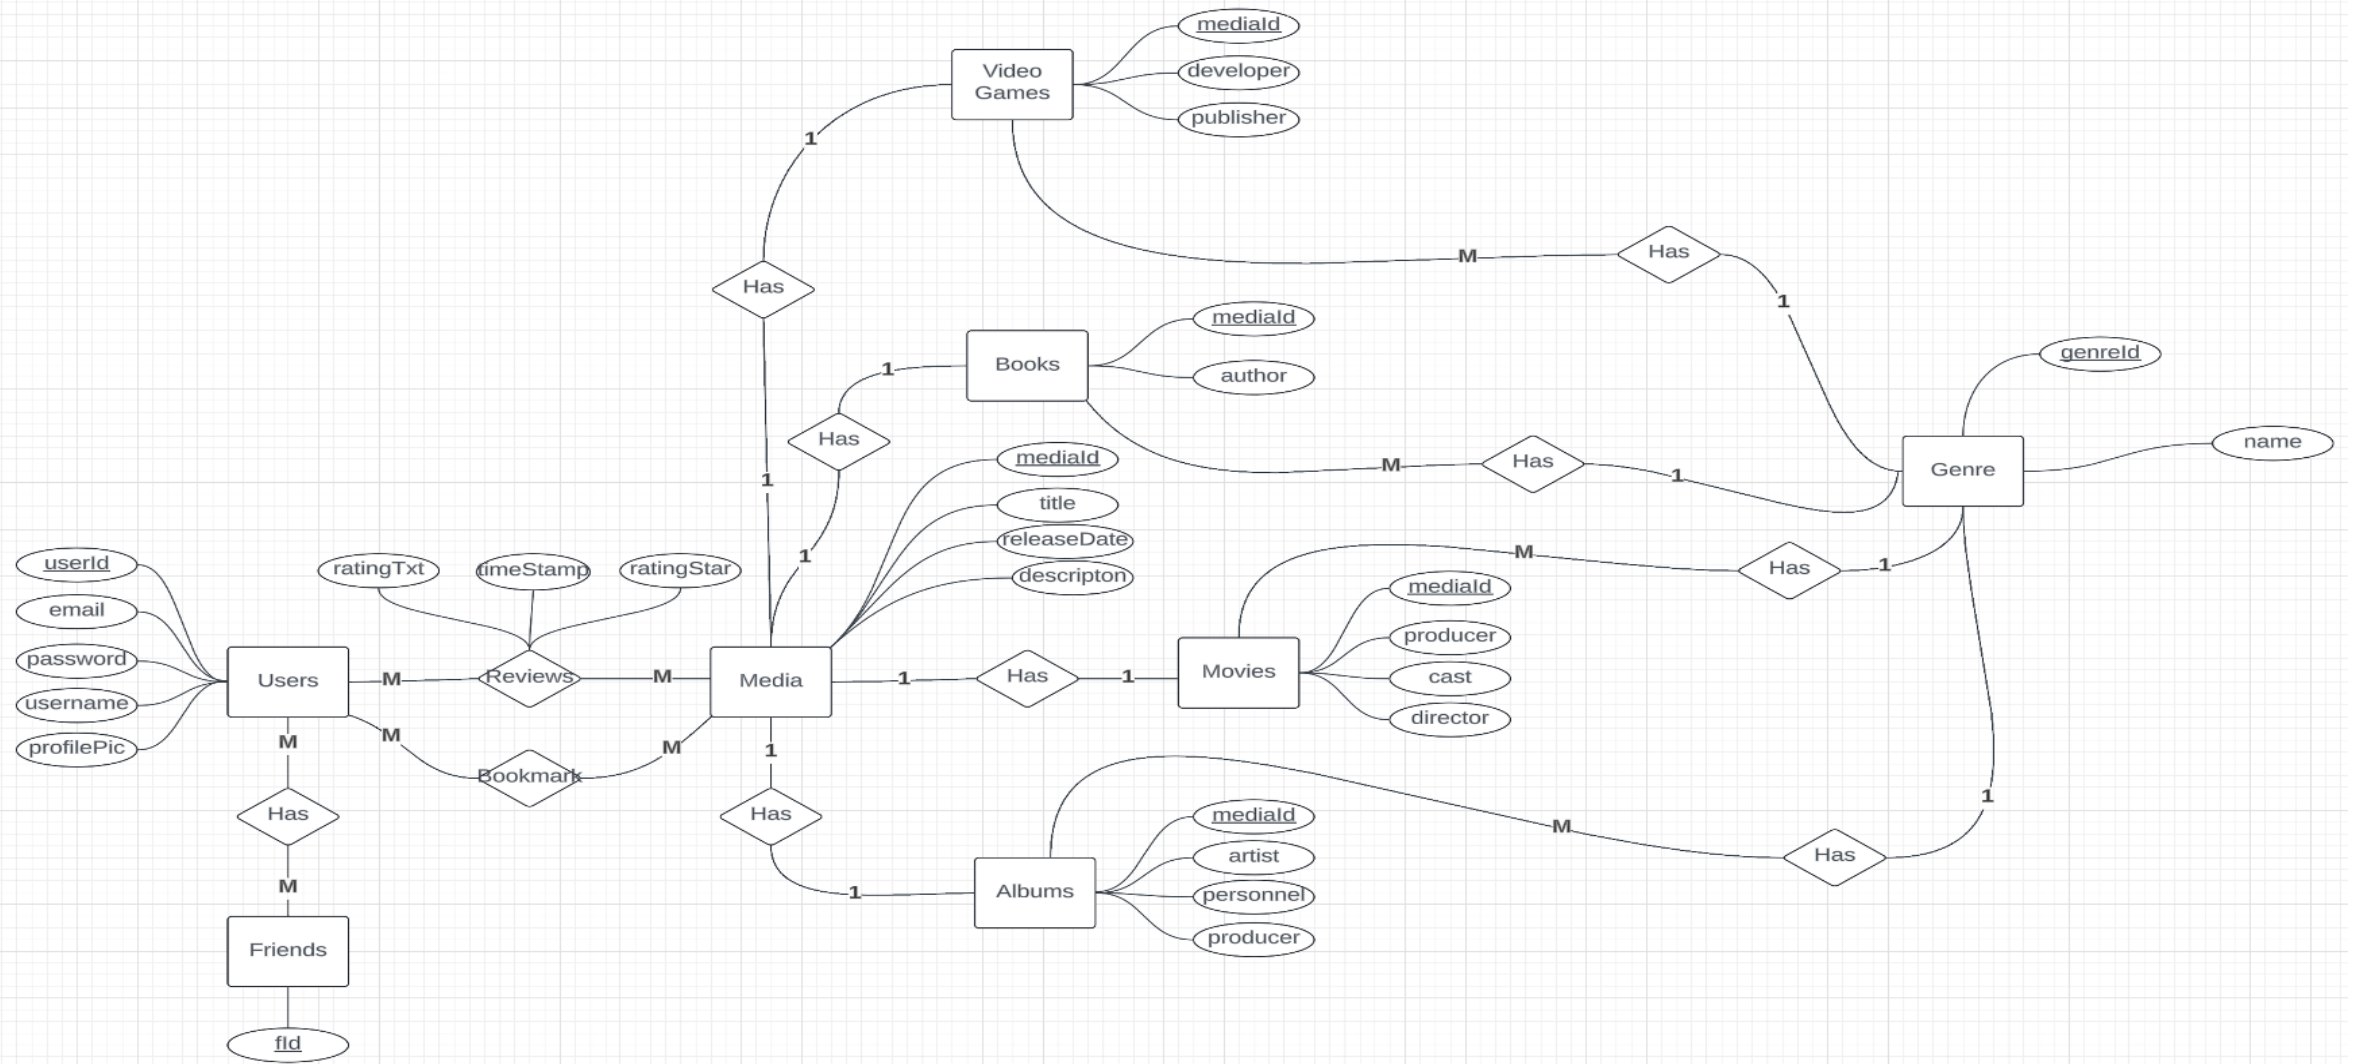 mediaId
Video
Games
developer
publisher
1
M
Has
1
Has
mediaId
Books
author
1
Has
1
M
Has
1
genreId
name
Genre
mediaId
title
releaseDate
descripton
1
M
Has
1
userId
email
password
username
profilePic
ratingTxt
timeStamp
ratingStar
Users
M
Reviews
M
Media
1
Has
1
Movies
mediaId
producer
cast
director
M
M
Bookmark
M
1
Has
Has
M
Friends
fId
1
Albums
mediaId
artist
personnel
producer
M
Has
1